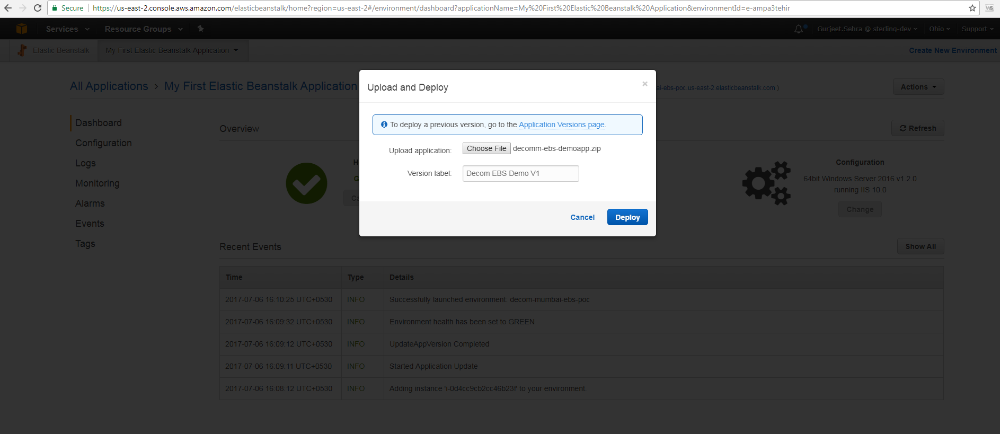 Secure https://us-east-2.console.aws.amazon.com/elasticbeanstalk/home?region=us-east-2#/environment/dashboard?applicationName=My%20First%20Elastic%20Beanstalk%20Application&environmentId=e-ampa3tehir
Services Resource Groups Gurjeet.Sehra @ sterling-dev Ohio Support
Elastic Beanstalk My First Elastic Beanstalk Application Create New Environment
All Applications › My First Elastic Beanstalk Application ai-ebs-poc.us-east-2.elasticbeanstalk.com ) Actions
Upload and Deploy ×
To deploy a previous version, go to the Application Versions page.
Upload application: Choose File decomm-ebs-demoapp.zip
Version label: Decom EBS Demo V1
Cancel Deploy
Dashboard
Configuration
Logs
Monitoring
Alarms
Events
Tags
Overview Refresh
Configuration
64bit Windows Server 2016 v1.2.0
running IIS 10.0
Change
Recent Events Show All
Time Type Details
2017-07-06 16:10:25 UTC+0530 INFO Successfully launched environment: decom-mumbai-ebs-poc
2017-07-06 16:09:32 UTC+0530 INFO Environment health has been set to GREEN
2017-07-06 16:09:12 UTC+0530 INFO UpdateAppVersion Completed
2017-07-06 16:09:11 UTC+0530 INFO Started Application Update
2017-07-06 16:08:12 UTC+0530 INFO Adding instance 'i-0d4cc9cb2cc46b23f' to your environment.